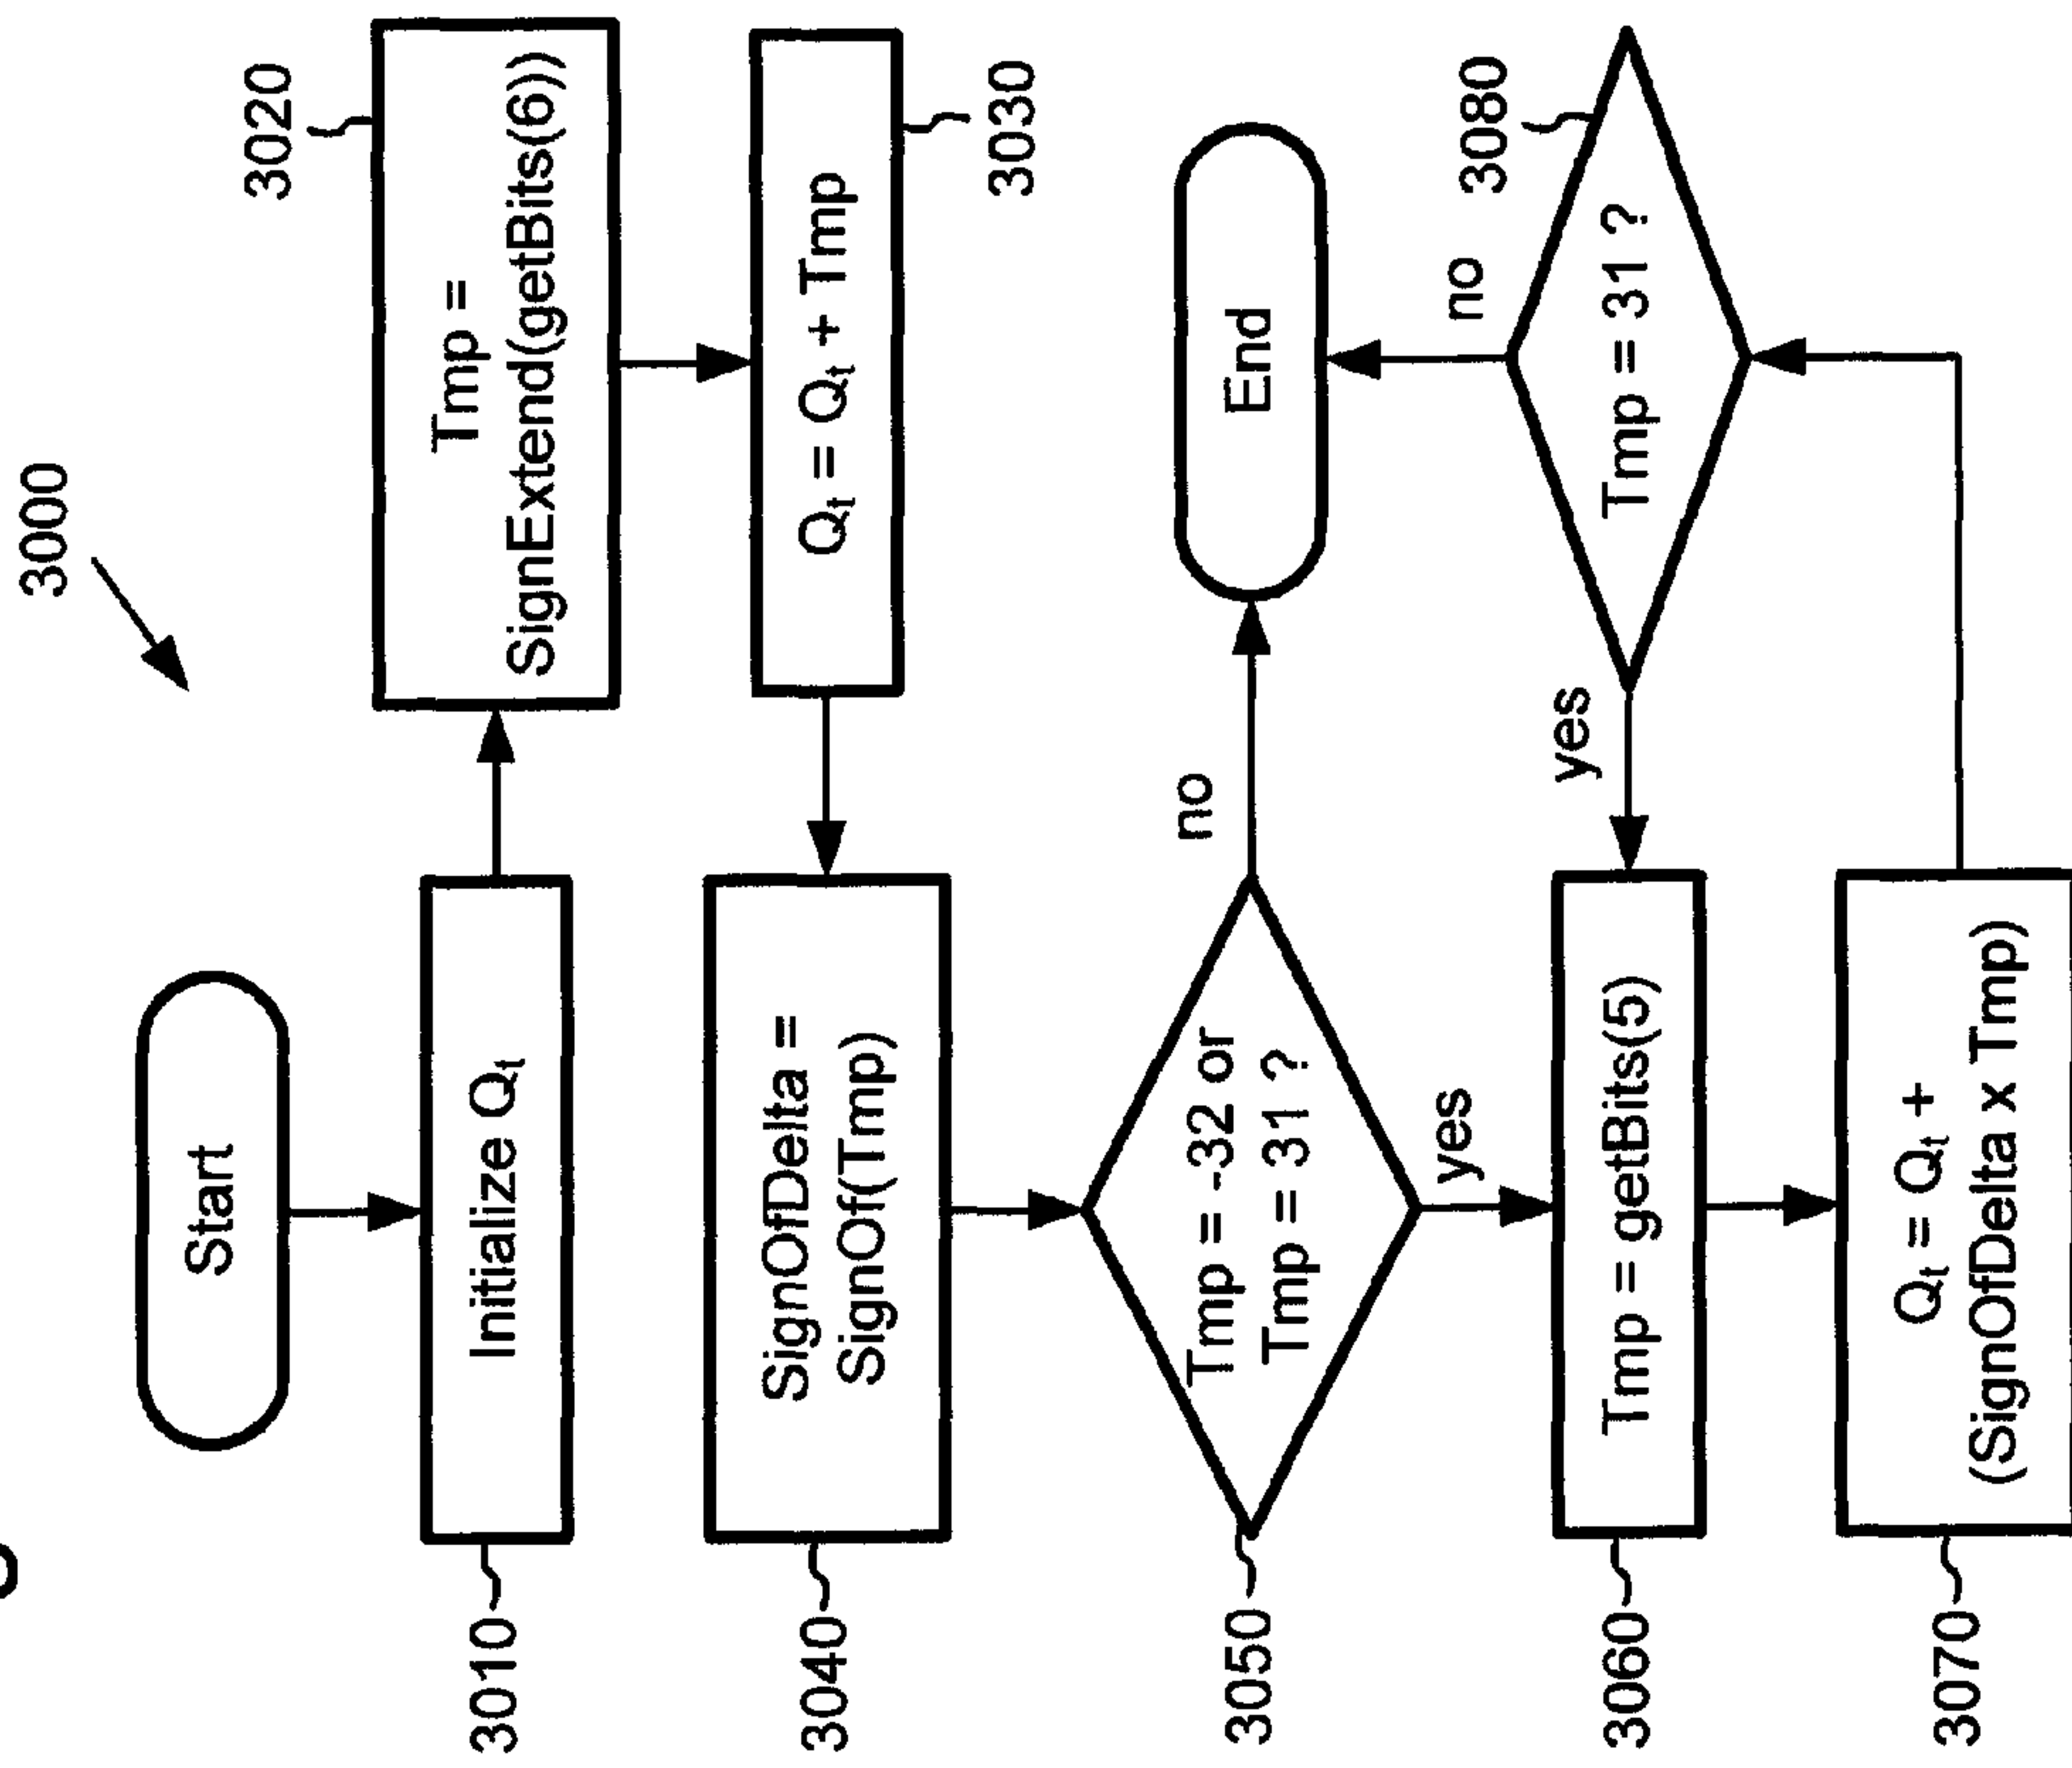 3000
Start
3010
Initialize Qt
3020
Tmp =
SignExtend(getBits(6))
3030
Qt = Qt + Tmp
3040
SignOfDelta =
SignOf(Tmp)
3050
Tmp = -32 or
Tmp = 31 ?
no
End
yes
3060
Tmp = getBits(5)
3070
Qt = Qt +
(SignOfDelta x Tmp)
3080
Tmp = 31 ?
no
yes